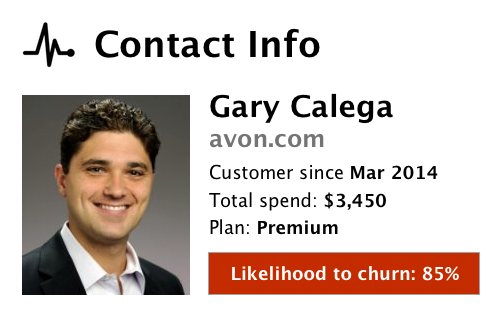 Contact Info
Gary Calega
avon.com
Customer since Mar 2014
Total spend: $3,450
Plan: Premium
Likelihood to churn: 85%